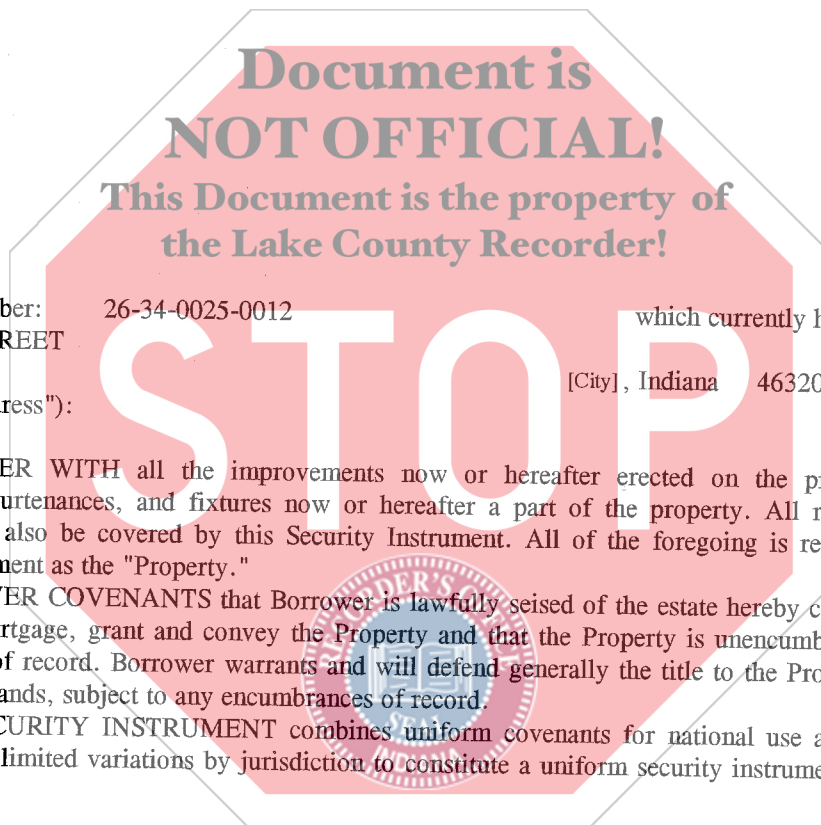 Document is
NOT OFFICIAL!
This Document is the property of
the Lake County Recorder!
ber: 26-34-0025-0012 which currently h
REET
[City], Indiana 46320
ress"):
STOP
ER WITH all the improvements now or hereafter erected on the p
urtenances, and fixtures now or hereafter a part of the property. All r
also be covered by this Security Instrument. All of the foregoing is re
ment as the "Property."
ER COVENANTS that Borrower is lawfully seised of the estate hereby c
rtgage, grant and convey the Property and that the Property is unencumb
of record. Borrower warrants and will defend generally the title to the Pro
ands, subject to any encumbrances of record.
CURITY INSTRUMENT combines uniform covenants for national use a
limited variations by jurisdiction to constitute a uniform security instrume
SEAL
INDIANA